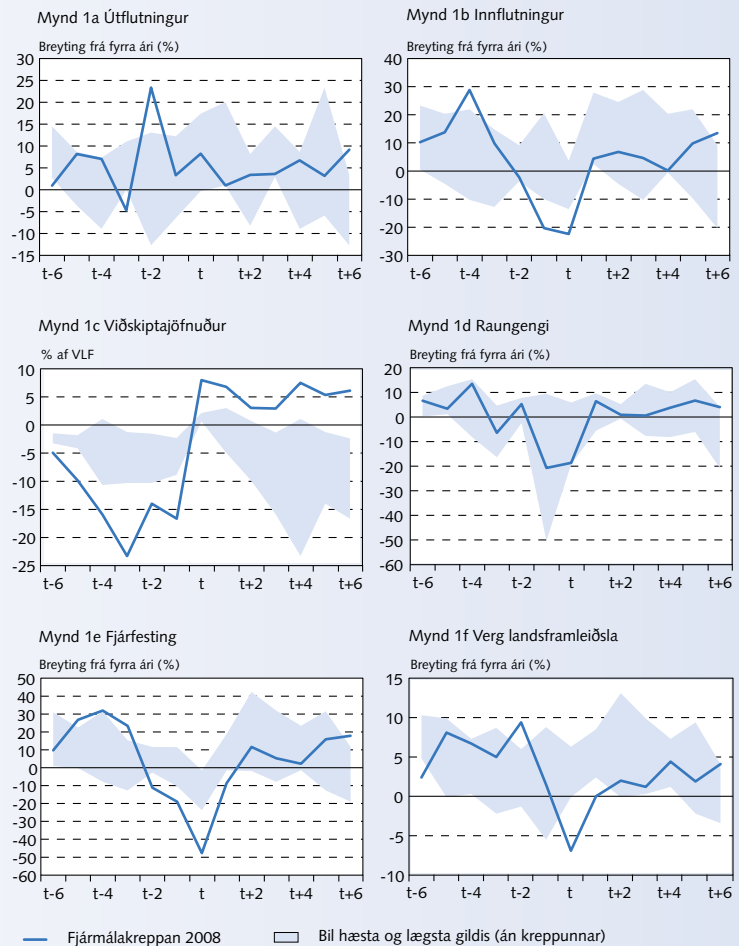 Mynd 1a Útflutningur
Breyting frá fyrra ári (%)
30
25
20
15
10
5
0
-5
-10
-15
t-6 t-4 t-2 t t+2 t+4 t+6
Mynd 1b Innflutningur
Breyting frá fyrra ári (%)
40
30
20
10
0
-10
-20
-30
t-6 t-4 t-2 t t+2 t+4 t+6
Mynd 1c Viðskiptajöfnuður
% af VLF
10
5
0
-5
-10
-15
-20
-25
t-6 t-4 t-2 t t+2 t+4 t+6
Mynd 1d Raungengi
Breyting frá fyrra ári (%)
20
10
0
-10
-20
-30
-40
-50
-60
t-6 t-4 t-2 t t+2 t+4 t+6
Mynd 1e Fjárfesting
Breyting frá fyrra ári (%)
50
40
30
20
10
0
-10
-20
-30
-40
-50
-60
t-6 t-4 t-2 t t+2 t+4 t+6
Mynd 1f Verg landsframleiðsla
Breyting frá fyrra ári (%)
15
10
5
0
-5
-10
t-6 t-4 t-2 t t+2 t+4 t+6
Fjármálakreppan 2008 Bil hæsta og lægsta gildis (án kreppunnar)